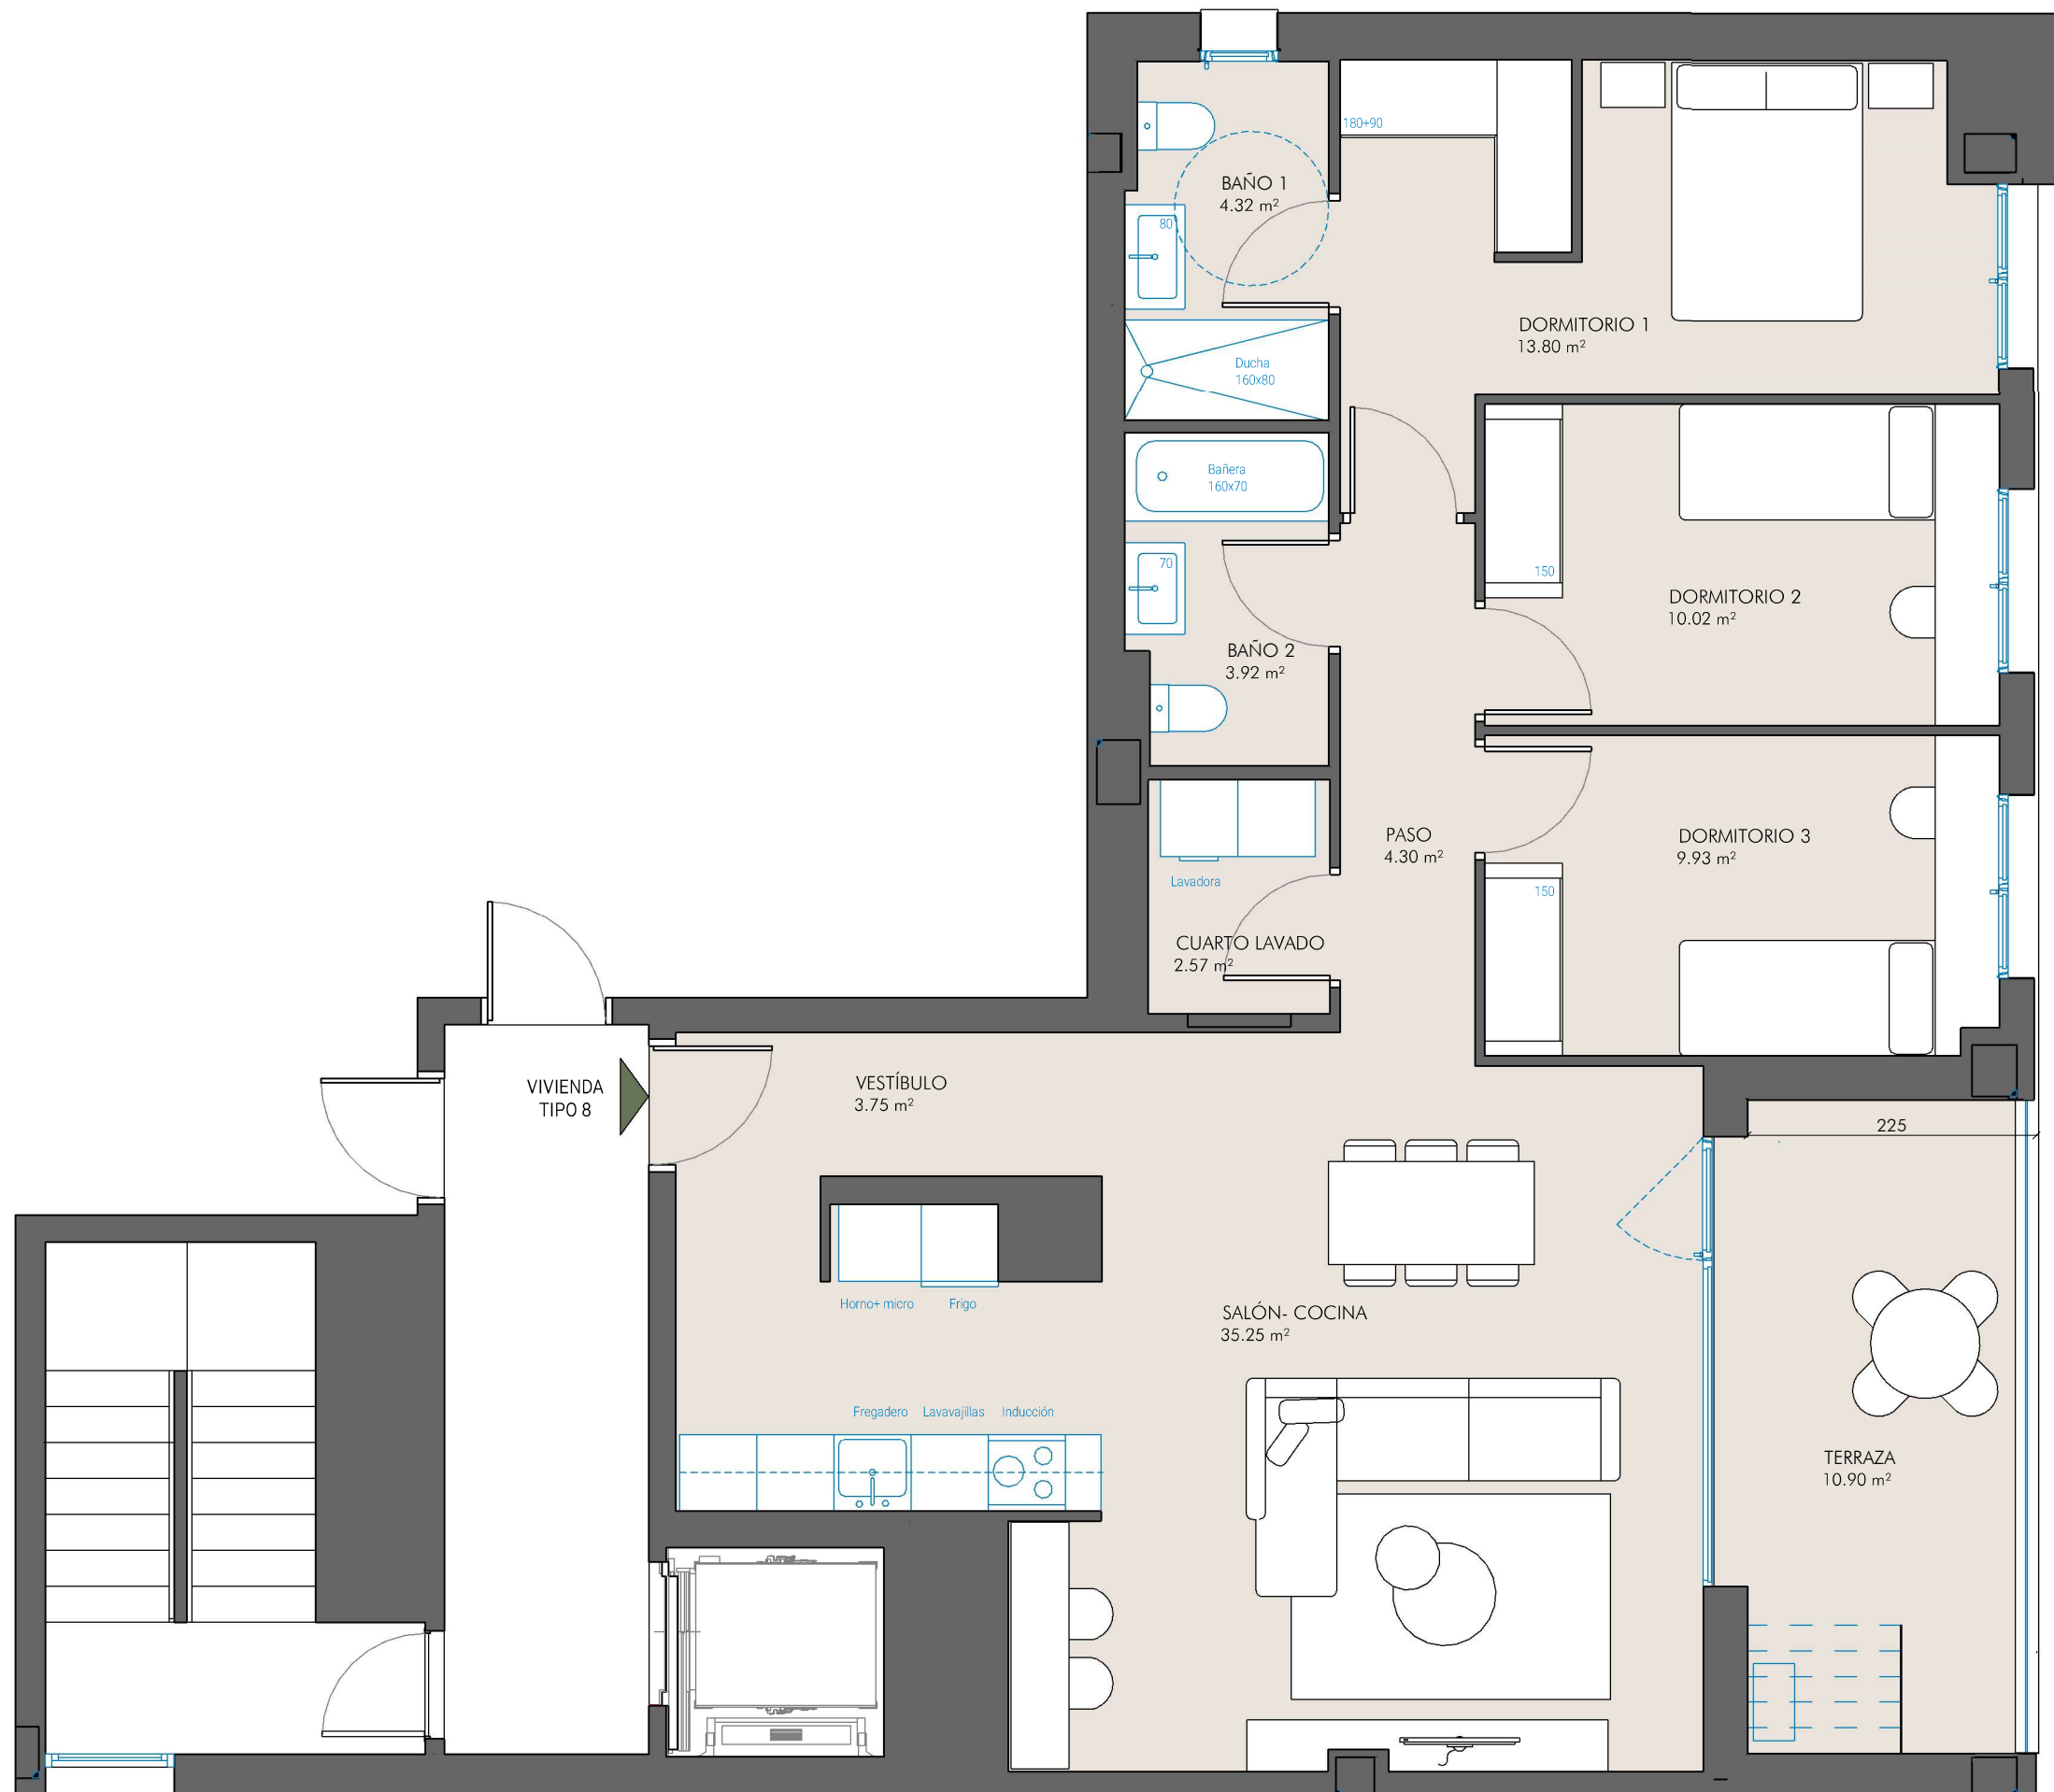 180+90
BAÑO 1
4.32 m²
80
DORMITORIO 1
13.80 m²
Ducha
160x80
Bañera
160x70
70
150
DORMITORIO 2
10.02 m²
BAÑO 2
3.92 m²
PASO
4.30 m²
DORMITORIO 3
9.93 m²
Lavadora
150
CUARTO LAVADO
2.57 m²
VIVIENDA
TIPO 8
VESTÍBULO
3.75 m²
225
Horno+ micro
Frigo
SALÓN- COCINA
35.25 m²
Fregadero
Lavavajillas
Inducción
TERRAZA
10.90 m²